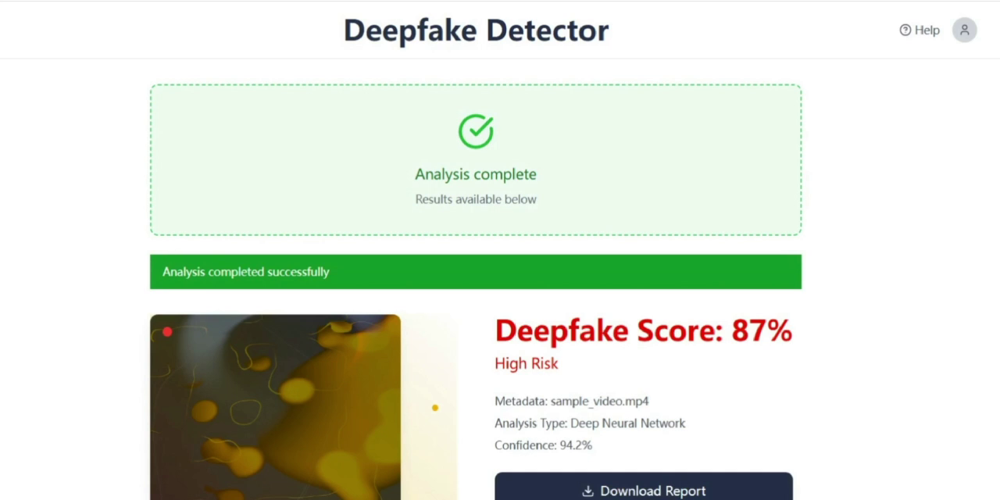 Deepfake Detector
Help
Analysis complete
Results available below
Analysis completed successfully
Deepfake Score: 87%
High Risk
Metadata: sample_video.mp4
Analysis Type: Deep Neural Network
Confidence: 94.2%
Download Report